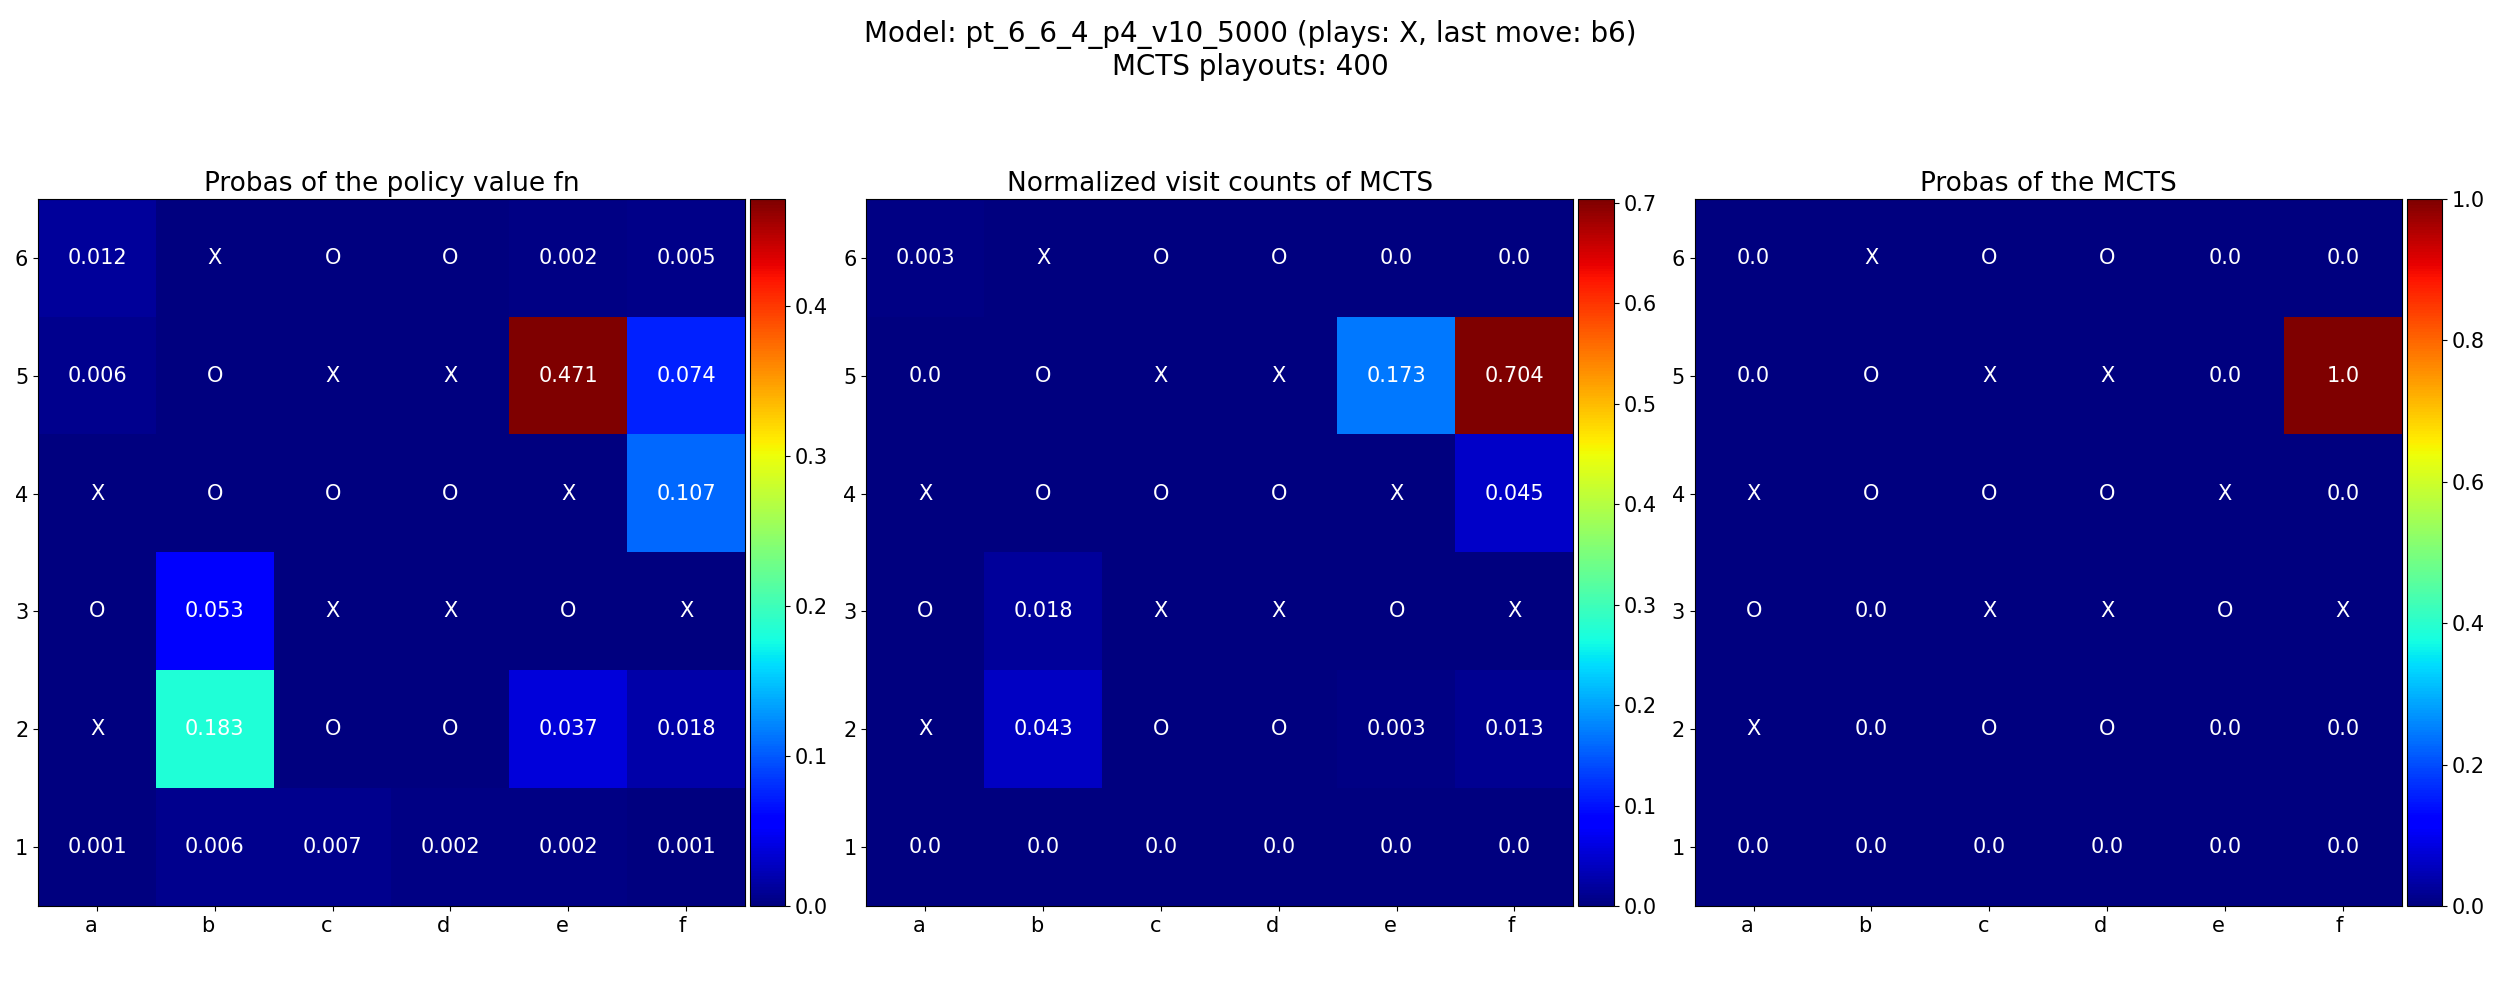 Model: pt_6_6_4_p4_v10_5000 (plays: X, last move: b6)
MCTS playouts: 400
Probas of the policy value fn
6 0.012 X O O 0.002 0.005
5 0.006 O X X 0.471 0.074
4 X O O O X 0.107
3 O 0.053 X X O X
2 X 0.183 O O 0.037 0.018
1 0.001 0.006 0.007 0.002 0.002 0.001
a b c d e f
0.4
0.3
0.2
0.1
0.0
Normalized visit counts of MCTS
6 0.003 X O O 0.0 0.0
5 0.0 O X X 0.173 0.704
4 X O O O X 0.045
3 O 0.018 X X O X
2 X 0.043 O O 0.003 0.013
1 0.0 0.0 0.0 0.0 0.0 0.0
a b c d e f
0.7
0.6
0.5
0.4
0.3
0.2
0.1
0.0
Probas of the MCTS
6 0.0 X O O 0.0 0.0
5 0.0 O X X 0.0 1.0
4 X O O O X 0.0
3 O 0.0 X X O X
2 X 0.0 O O 0.0 0.0
1 0.0 0.0 0.0 0.0 0.0 0.0
a b c d e f
1.0
0.8
0.6
0.4
0.2
0.0